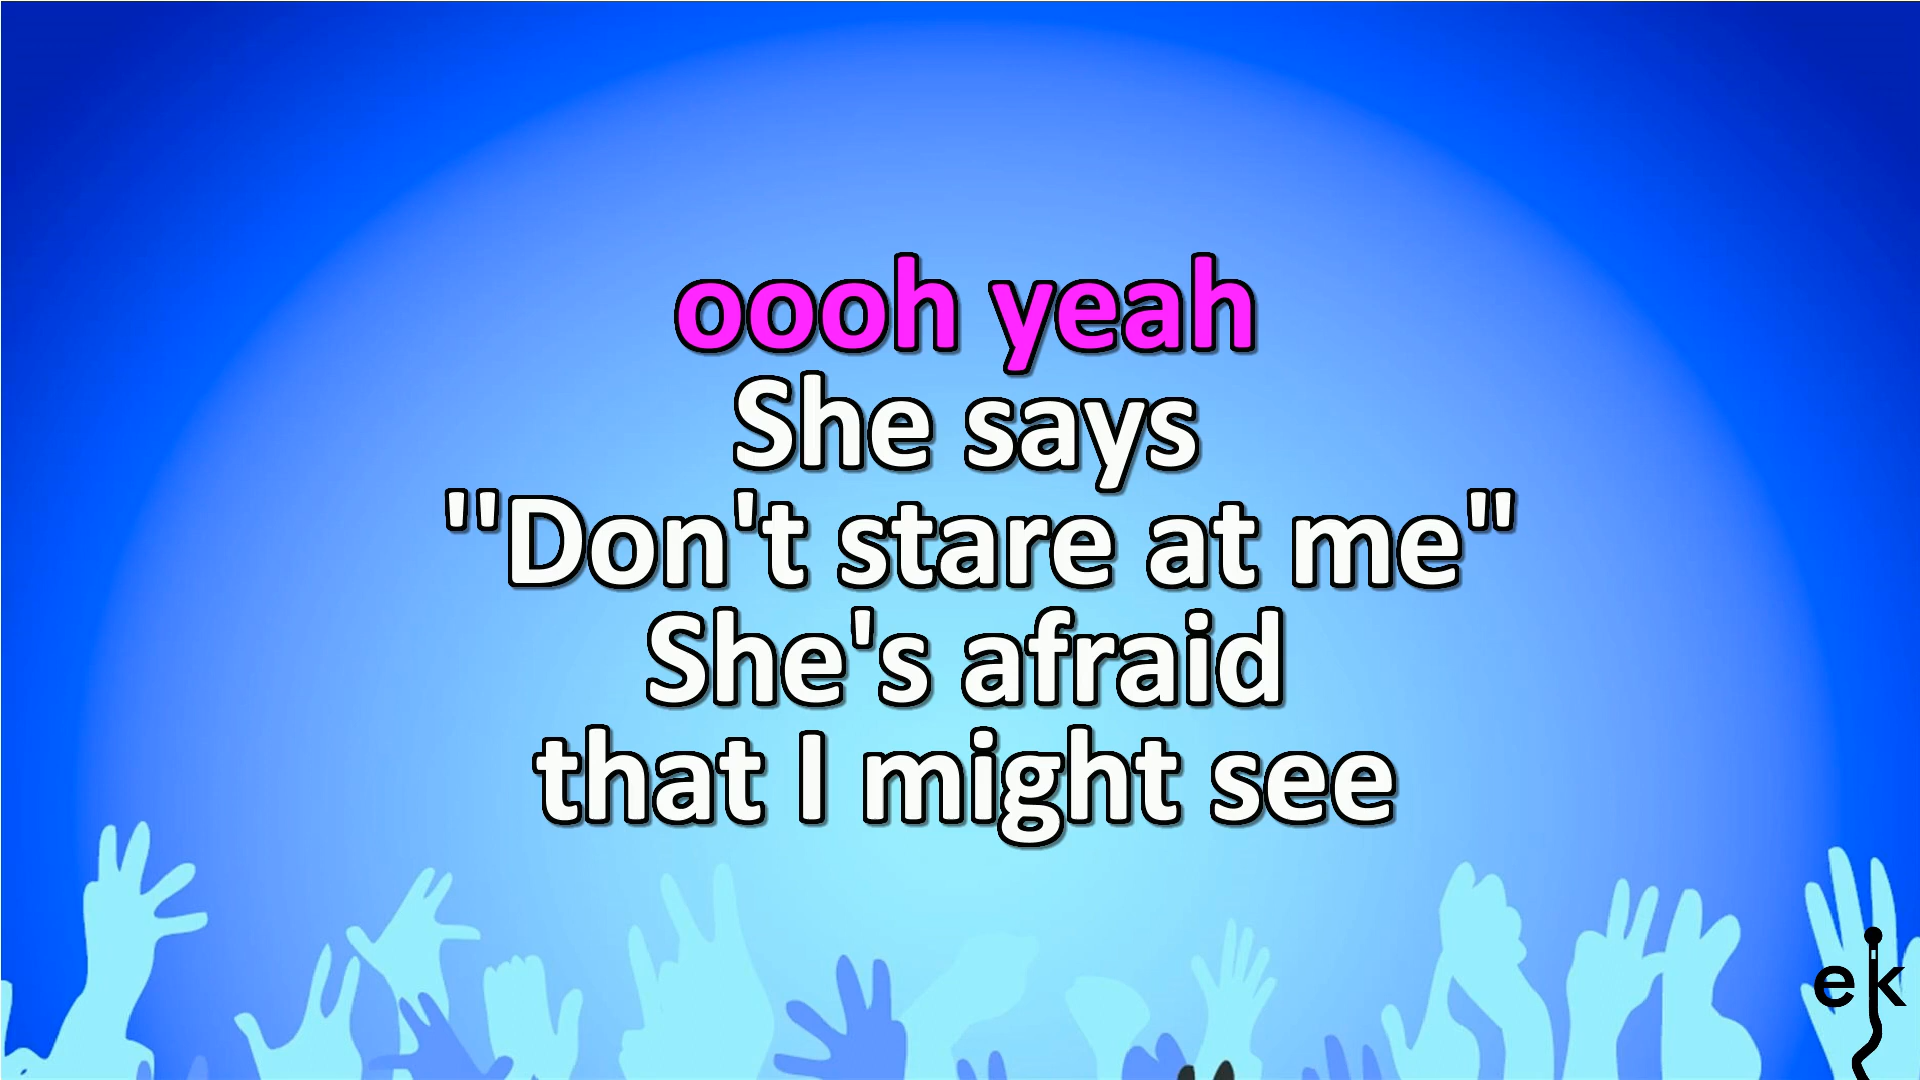 oooh yeah
She says
"Don't stare at me"
She's afraid
that I might see
ek